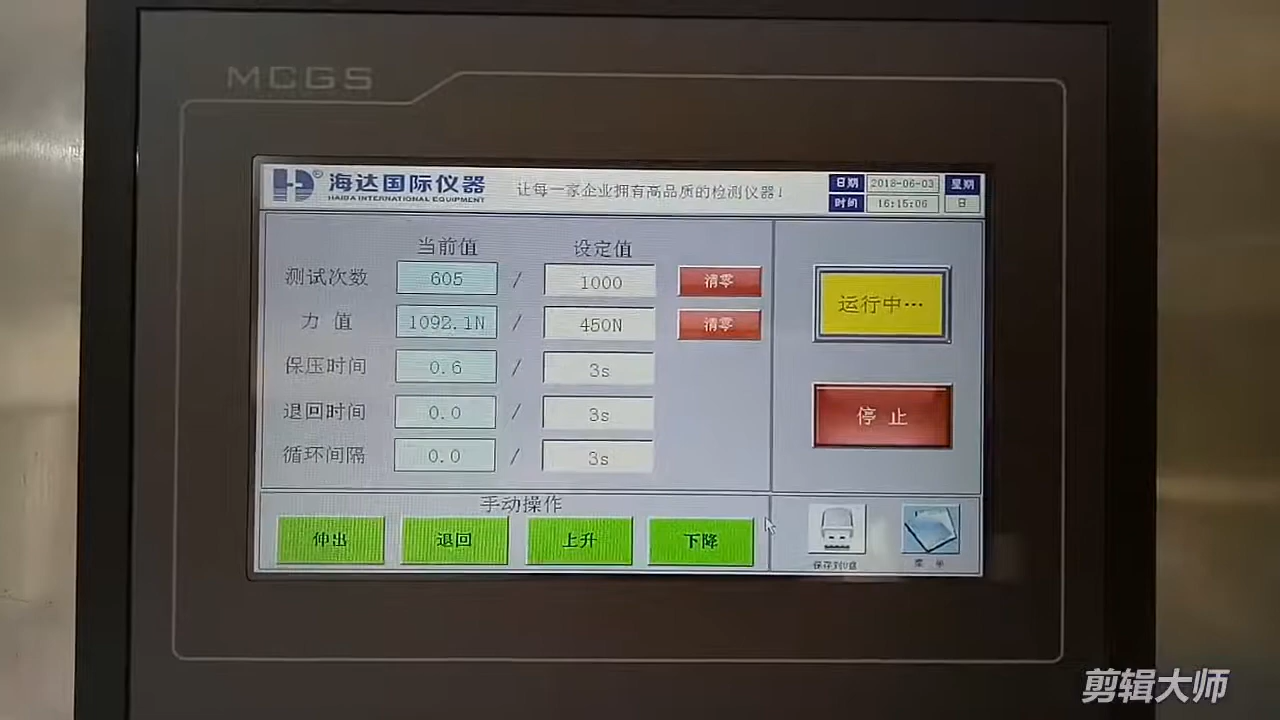 MCGS
海达国际仪器
HAIDA INTERNATIONAL EQUIPMENT
让每一家企业拥有高品质的检测仪器！
日期 2018-06-03 星期
时间 16:15:06 日
当前值 设定值
测试次数 605 / 1000 清零
力 值 1092.1N / 450N 清零
保压时间 0.6 / 3s
退回时间 0.0 / 3s
循环间隔 0.0 / 3s
运行中…
停 止
手动操作
伸出 退回 上升 下降
保存到U盘 菜 单
剪辑大师